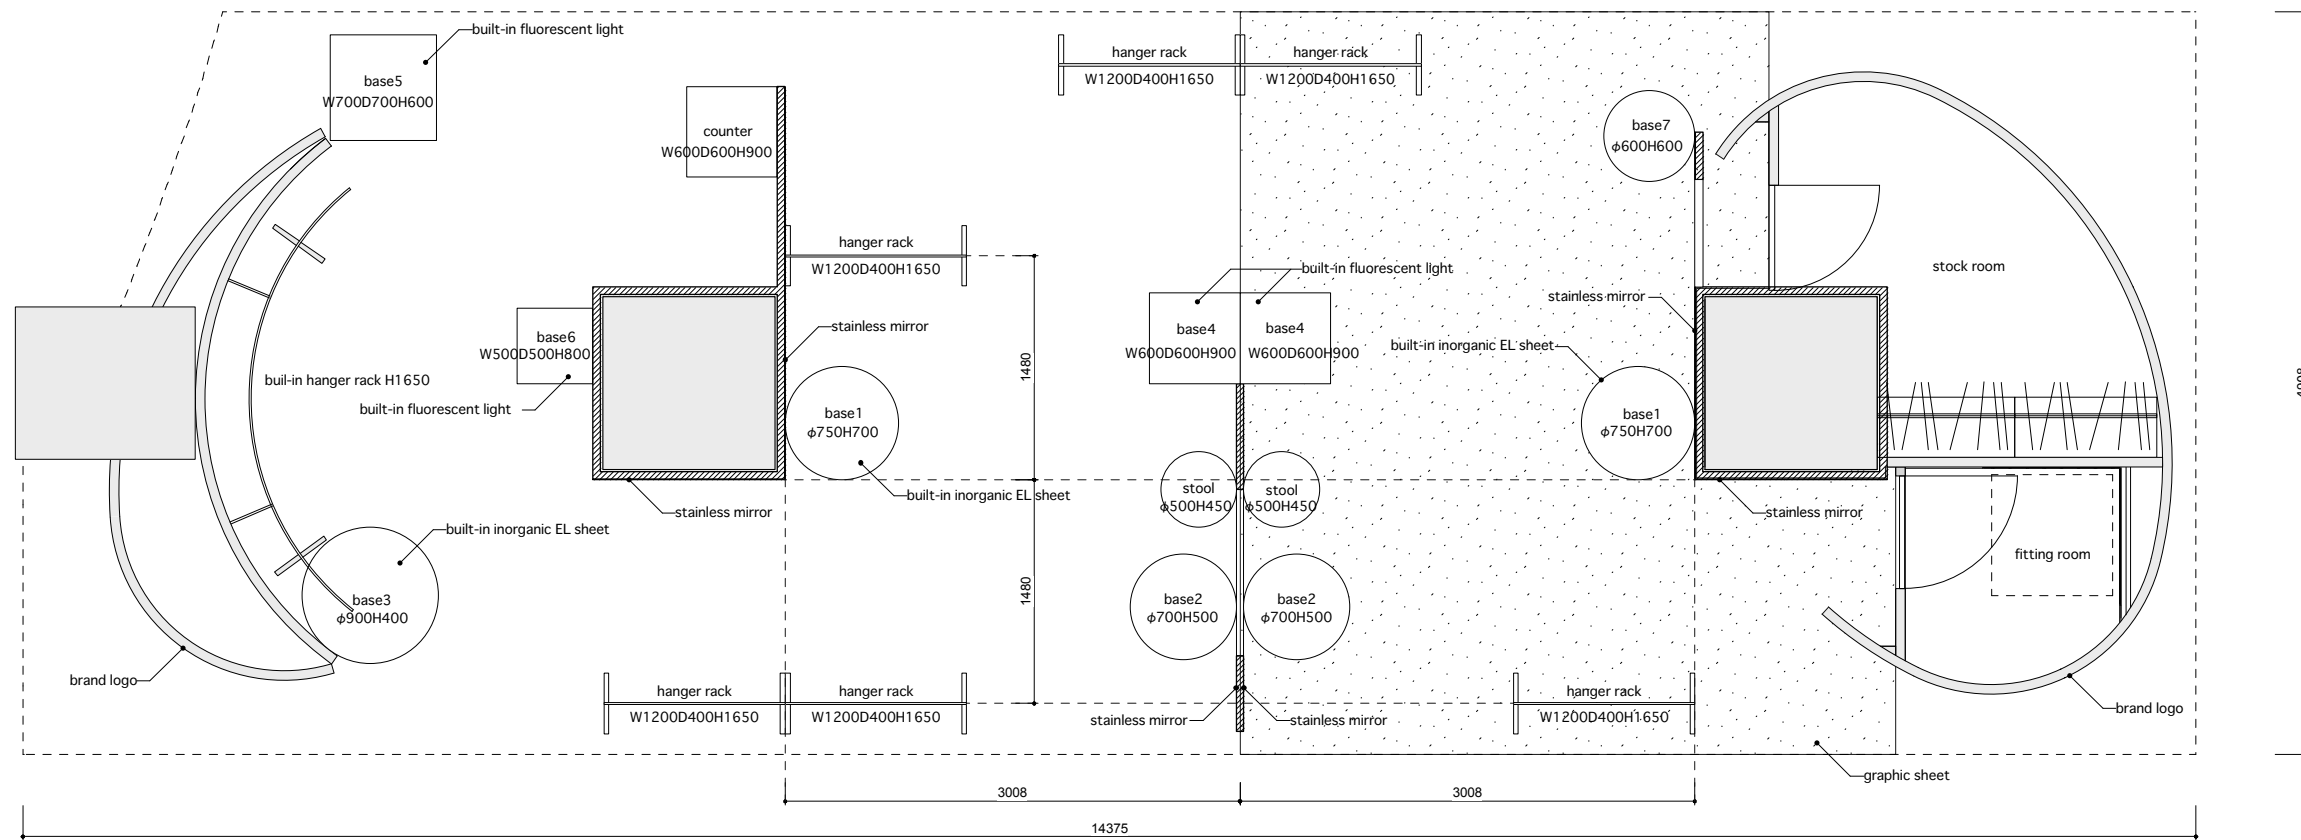 built-in fluorescent light
base5
W700D700H600
hanger rack
W1200D400H1650
hanger rack
W1200D400H1650
counter
W600D600H900
base7
φ600H600
hanger rack
W1200D400H1650
built-in fluorescent light
stock room
stainless mirror
stainless mirror
base6
W500D500H800
base4
W600D600H900
base4
W600D600H900
built-in inorganic EL sheet
1480
buil-in hanger rack H1650
built-in fluorescent light
base1
φ750H700
base1
φ750H700
built-in inorganic EL sheet
stool
φ500H450
stool
φ500H450
stainless mirror
stainless mirror
built-in inorganic EL sheet
fitting room
1480
base3
φ900H400
base2
φ700H500
base2
φ700H500
brand logo
hanger rack
W1200D400H1650
hanger rack
W1200D400H1650
hanger rack
W1200D400H1650
stainless mirror
stainless mirror
brand logo
graphic sheet
3008
3008
14375